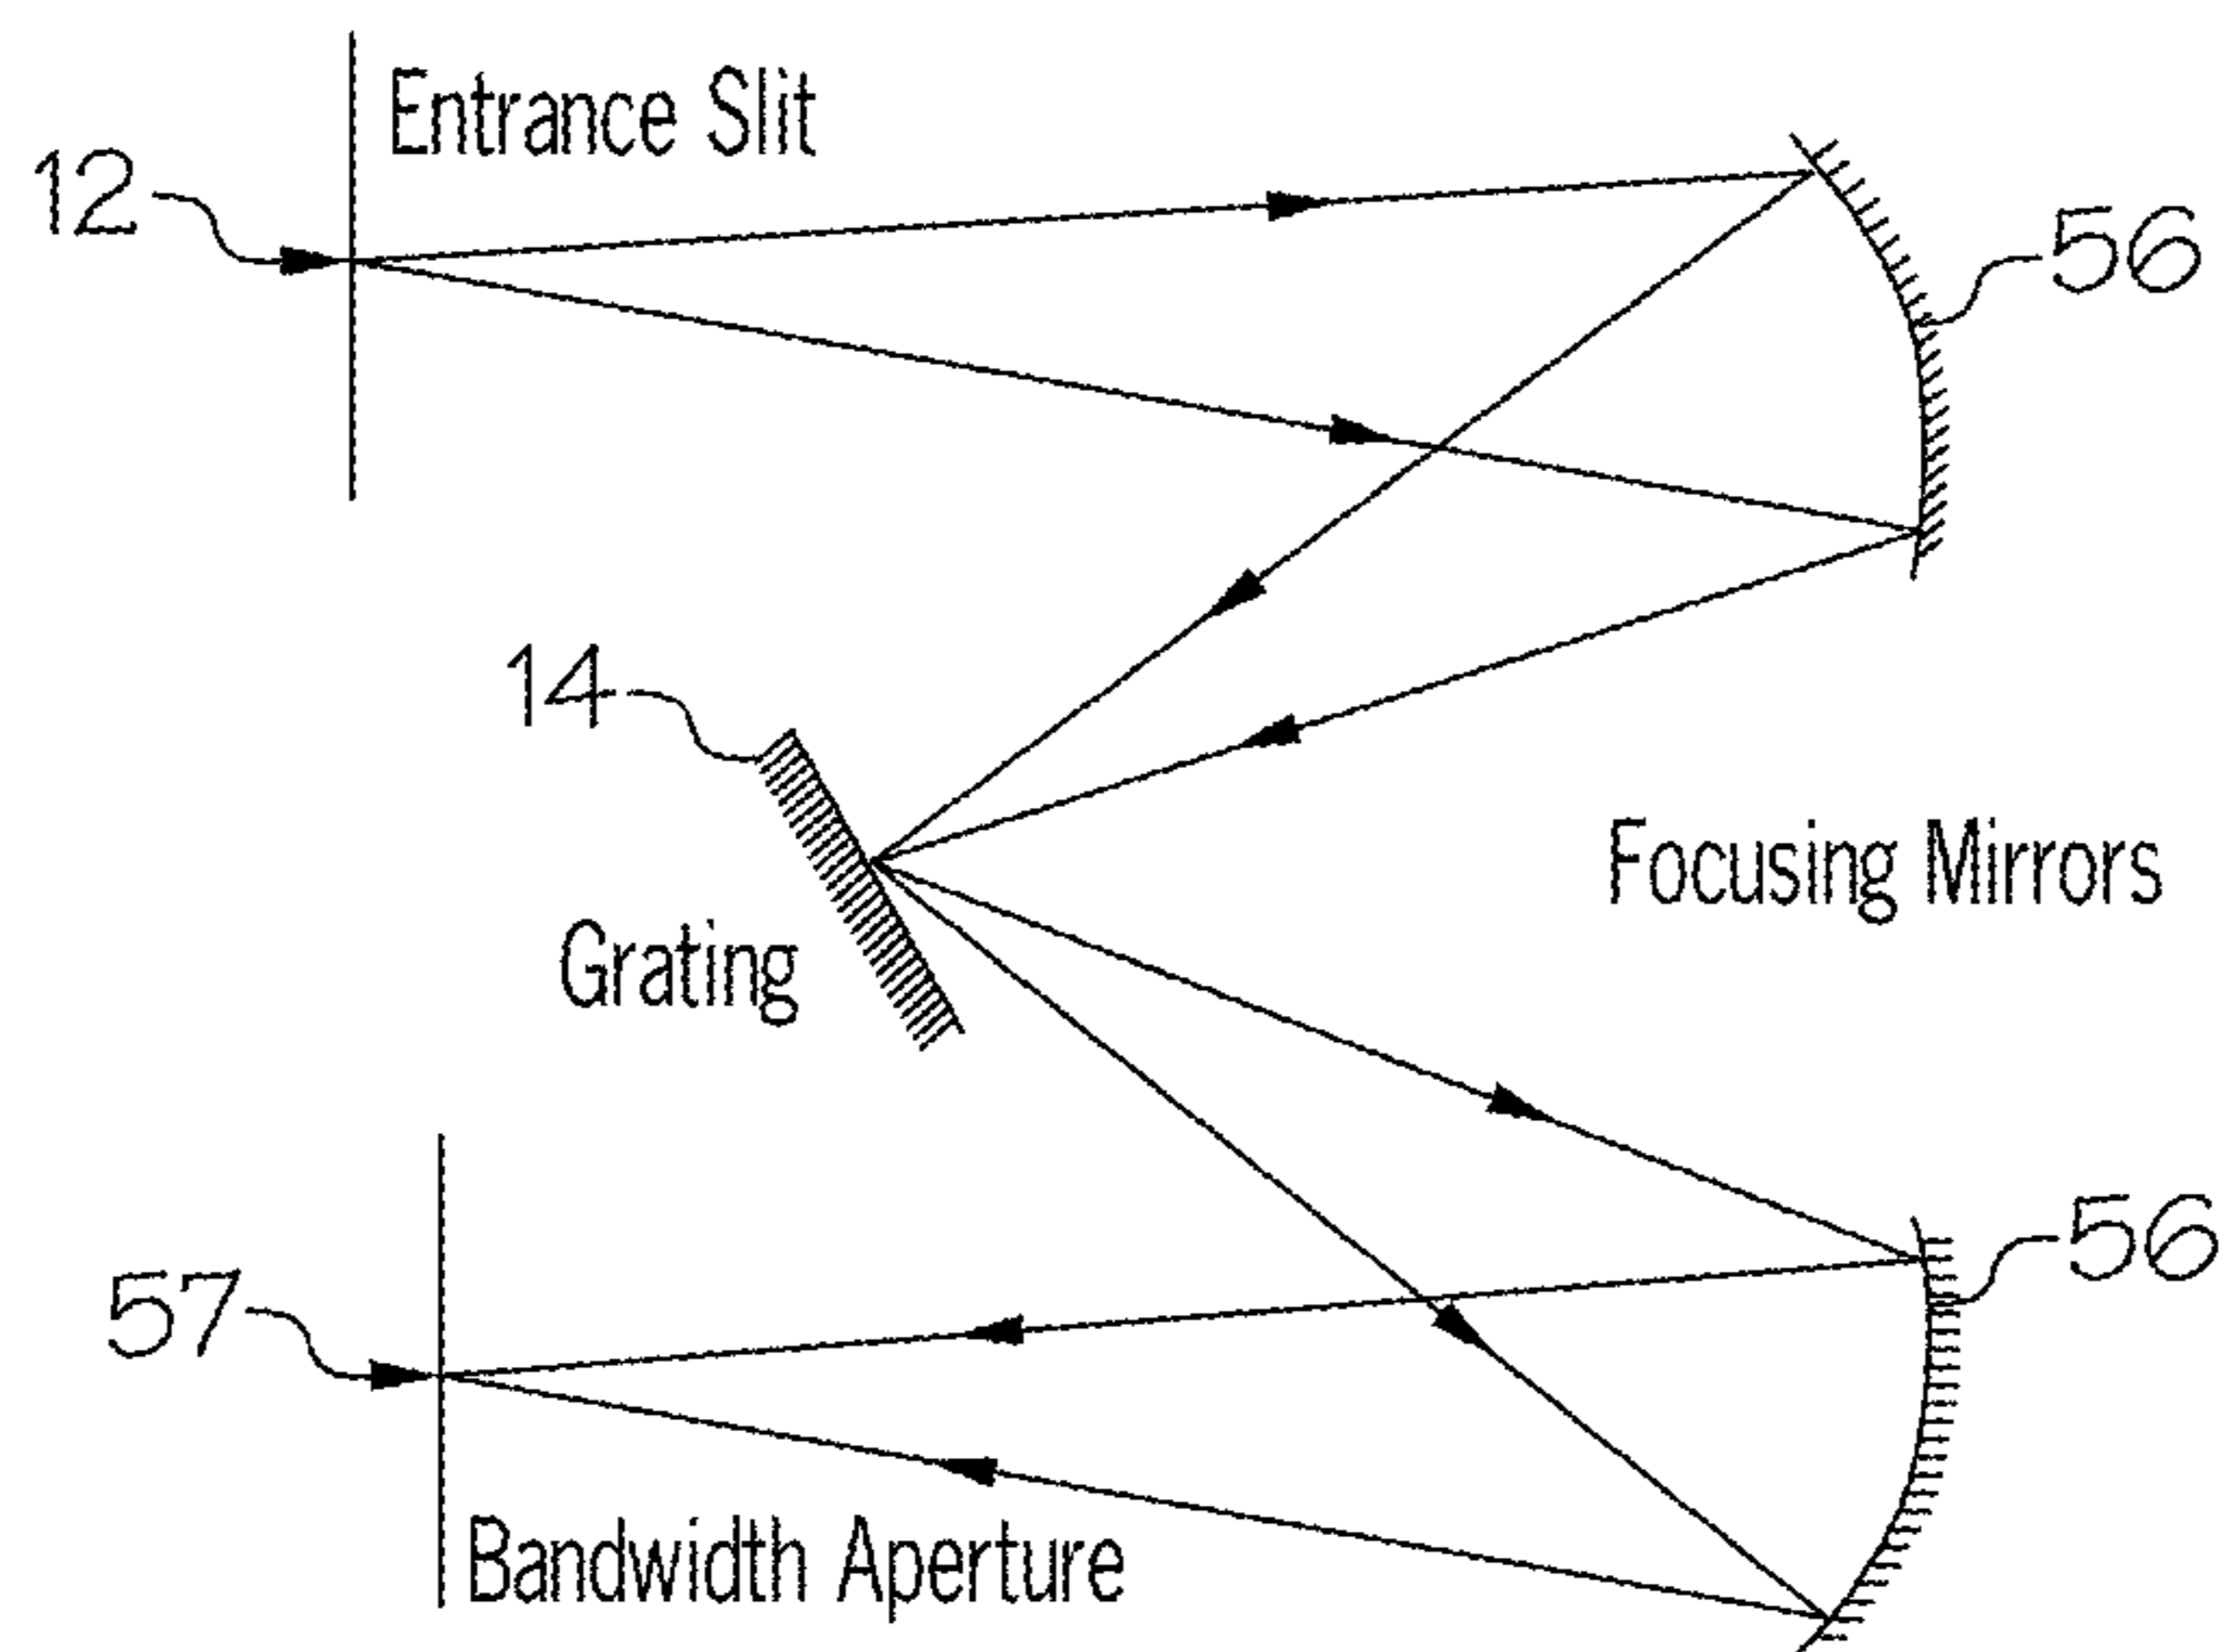 Entrance Slit
12
56
14
Focusing Mirrors
Grating
56
57
Bandwidth Aperture